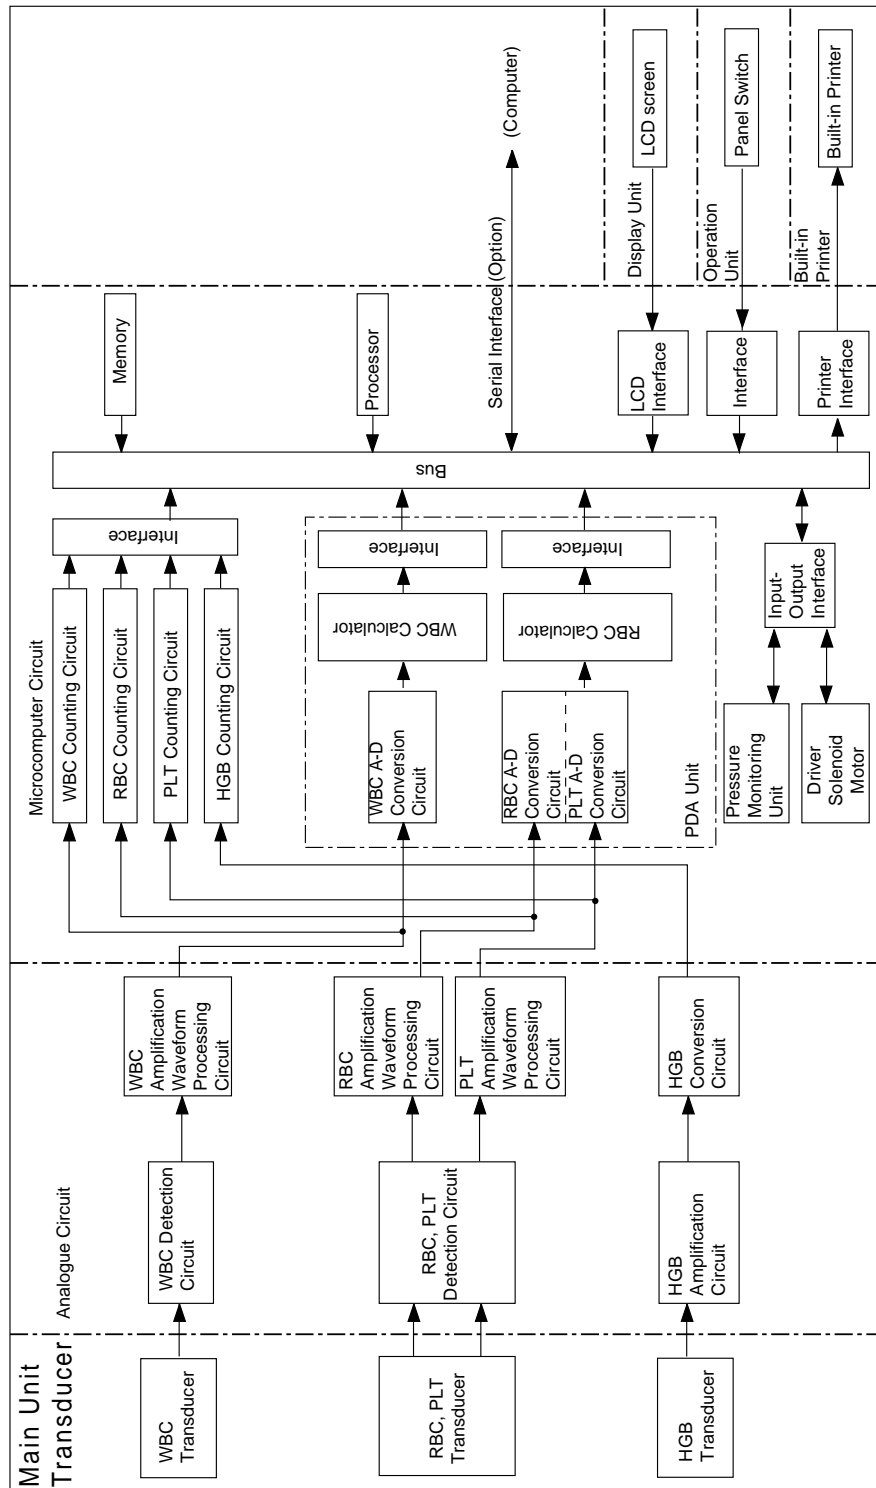 Main Unit
Transducer
Analogue Circuit
Microcomputer Circuit
WBC
Transducer
WBC Detection
Circuit
WBC
Amplification
Waveform
Processing
Circuit
RBC, PLT
Transducer
RBC, PLT
Detection Circuit
RBC
Amplification
Waveform
Processing
Circuit
PLT
Amplification
Waveform
Processing
Circuit
HGB
Transducer
HGB
Amplification
Circuit
HGB
Conversion
Circuit
WBC Counting Circuit
RBC Counting Circuit
PLT Counting Circuit
HGB Counting Circuit
Interface
WBC A-D
Conversion
Circuit
WBC Calculator
Interface
RBC A-D
Conversion
Circuit
PLT A-D
Conversion
Circuit
RBC Calculator
Interface
PDA Unit
Pressure
Monitoring
Unit
Driver
Solenoid
Motor
Input-
Output
Interface
Bus
Memory
Processor
Serial Interface (Option)
(Computer)
LCD
Interface
Display Unit
LCD screen
Interface
Operation
Unit
Panel Switch
Printer
Interface
Built-in
Printer
Built-in Printer